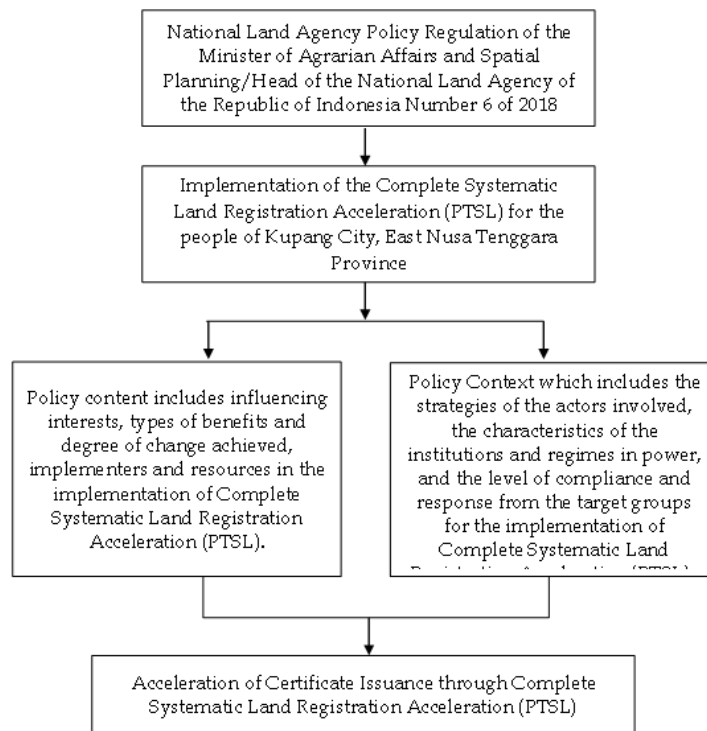 National Land Agency Policy Regulation of the
Minister of Agrarian Affairs and Spatial
Planning/Head of the National Land Agency of
the Republic of Indonesia Number 6 of 2018
Implementation of the Complete Systematic
Land Registration Acceleration (PTSL) for the
people of Kupang City, East Nusa Tenggara
Province
Policy content includes influencing
interests, types of benefits and
degree of change achieved,
implementers and resources in the
implementation of Complete
Systematic Land Registration
Acceleration (PTSL).
Policy Context which includes the
strategies of the actors involved,
the characteristics of the
institutions and regimes in power,
and the level of compliance and
response from the target groups
for the implementation of
Complete Systematic Land
Registration Acceleration (PTSL)
Acceleration of Certificate Issuance through Complete
Systematic Land Registration Acceleration (PTSL)